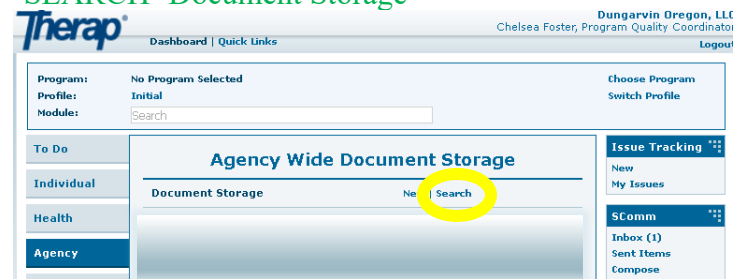 SEARCH Document Storage
Therap
Dungarvin Oregon, LLC
Chelsea Foster, Program Quality Coordinator
Dashboard | Quick Links
Logout
Program: No Program Selected Choose Program
Profile: Initial Switch Profile
Module: Search
To Do
Individual
Health
Agency
Agency Wide Document Storage
Document Storage Ne | Search
Issue Tracking
New
My Issues
SComm
Inbox (1)
Sent Items
Compose